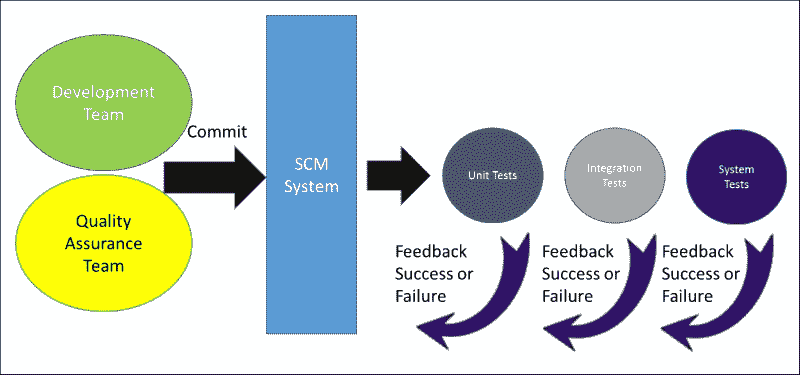 Development
Team
Commit
Quality
Assurance
Team
SCM
System
Unit Tests
Integration
Tests
System
Tests
Feedback
Success or
Failure
Feedback
Success or
Failure
Feedback
Success or
Failure